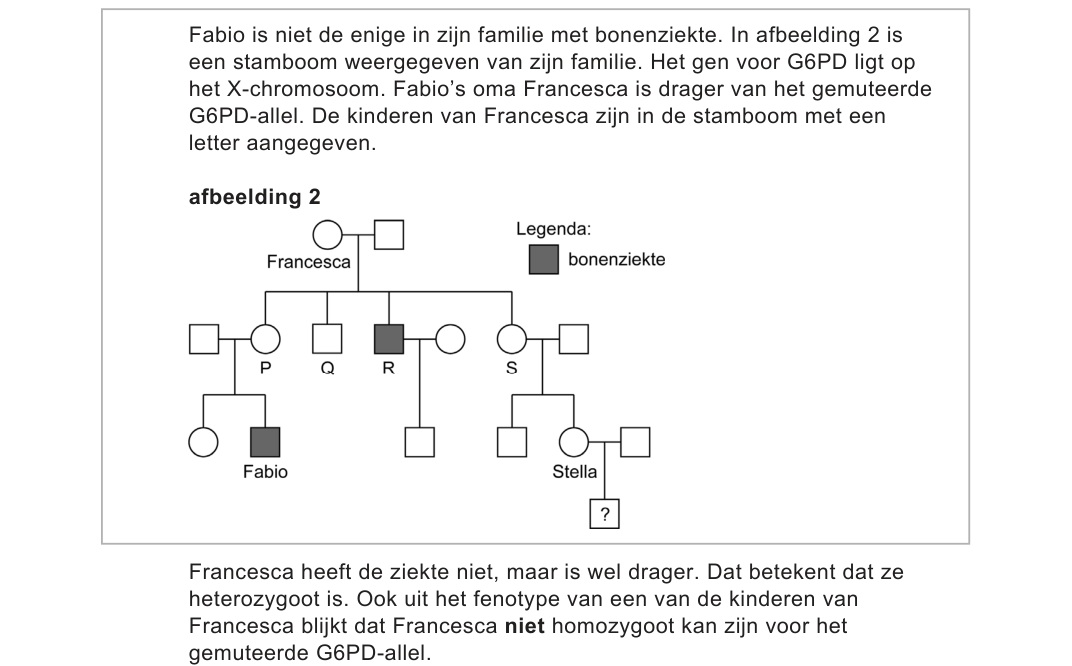 Fabio is niet de enige in zijn familie met bonenziekte. In afbeelding 2 is
een stamboom weergegeven van zijn familie. Het gen voor G6PD ligt op
het X-chromosoom. Fabio’s oma Francesca is drager van het gemuteerde
G6PD-allel. De kinderen van Francesca zijn in de stamboom met een
letter aangegeven.
afbeelding 2
Legenda:
bonenziekte
Francesca
P Q R S
Fabio
Stella
?
Francesca heeft de ziekte niet, maar is wel drager. Dat betekent dat ze
heterozygoot is. Ook uit het fenotype van een van de kinderen van
Francesca blijkt dat Francesca niet homozygoot kan zijn voor het
gemuteerde G6PD-allel.